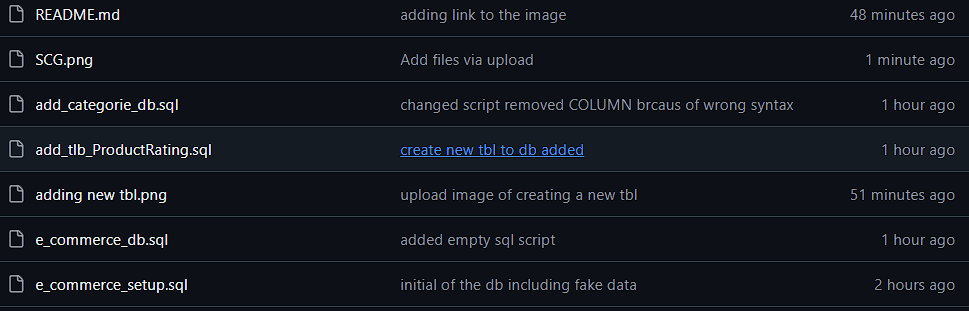 README.md adding link to the image 48 minutes ago
SCG.png Add files via upload 1 minute ago
add_categorie_db.sql changed script removed COLUMN brcaus of wrong syntax 1 hour ago
add_tlb_ProductRating.sql create new tbl to db added 1 hour ago
adding new tbl.png upload image of creating a new tbl 51 minutes ago
e_commerce_db.sql added empty sql script 1 hour ago
e_commerce_setup.sql initial of the db including fake data 2 hours ago